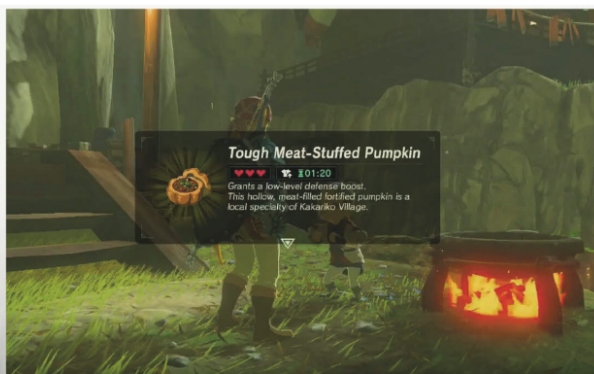 Tough Meat-Stuffed Pumpkin
01:20
Grants a low-level defense boost.
This hollow, meat-filled fortified pumpkin is a
local specialty of Kakariko Village.